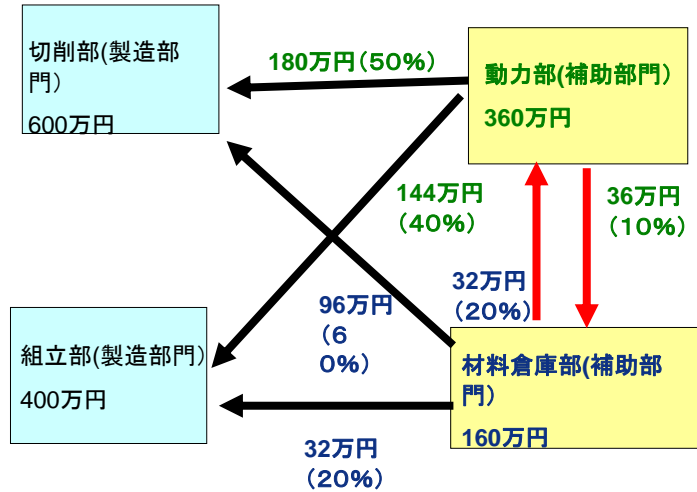 切削部(製造部
門)
600万円
180万円(50%)
動力部(補助部門)
360万円
144万円
(40%)
36万円
(10%)
組立部(製造部門)
400万円
96万円
(6
0%)
32万円
(20%)
材料倉庫部(補助部
門)
160万円
32万円
(20%)